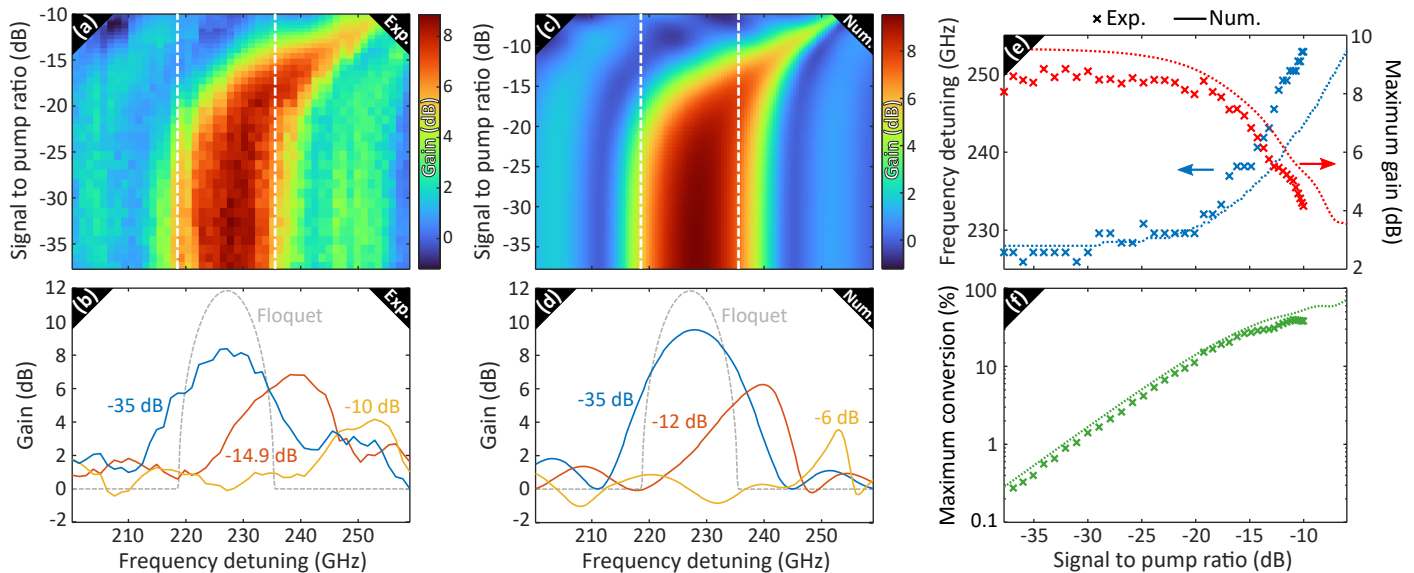 (a)
Exp.
Signal to pump ratio (dB)
-10
-15
-20
-25
-30
-35
Gain (dB)
8
6
4
2
0
(c)
Num.
Signal to pump ratio (dB)
-5
-10
-15
-20
-25
-30
-35
Gain (dB)
8
6
4
2
0
× Exp. — Num.
(e)
Frequency detuning (GHz)
250
240
230
Maximum gain (dB)
10
8
6
4
2
(b)
Exp.
Gain (dB)
12
10
8
6
4
2
0
-2
Floquet
-35 dB
-14.9 dB
-10 dB
210 220 230 240 250
Frequency detuning (GHz)
(d)
Num.
Gain (dB)
12
10
8
6
4
2
0
-2
Floquet
-35 dB
-12 dB
-6 dB
210 220 230 240 250
Frequency detuning (GHz)
(f)
Maximum conversion (%)
100
10
1
0.1
-35 -30 -25 -20 -15 -10
Signal to pump ratio (dB)